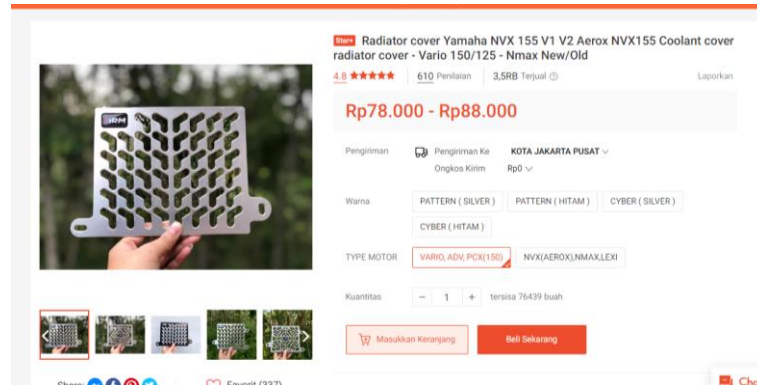 Star+ Radiator cover Yamaha NVX 155 V1 V2 Aerox NVX155 Coolant cover
radiator cover - Vario 150/125 - Nmax New/Old
4.8 610 Penilaian 3,5RB Terjual Laporkan
Rp78.000 - Rp88.000
Pengiriman Pengiriman Ke KOTA JAKARTA PUSAT
Ongkos Kirim Rp0
Warna PATTERN ( SILVER ) PATTERN ( HITAM ) CYBER ( SILVER )
CYBER ( HITAM )
TYPE MOTOR VARIO, ADV, PCX(150) NVX(AEROX),NMAX,LEXI
Kuantitas - 1 + tersisa 76439 buah
Masukkan Keranjang Beli Sekarang
Share: Favorit (337)